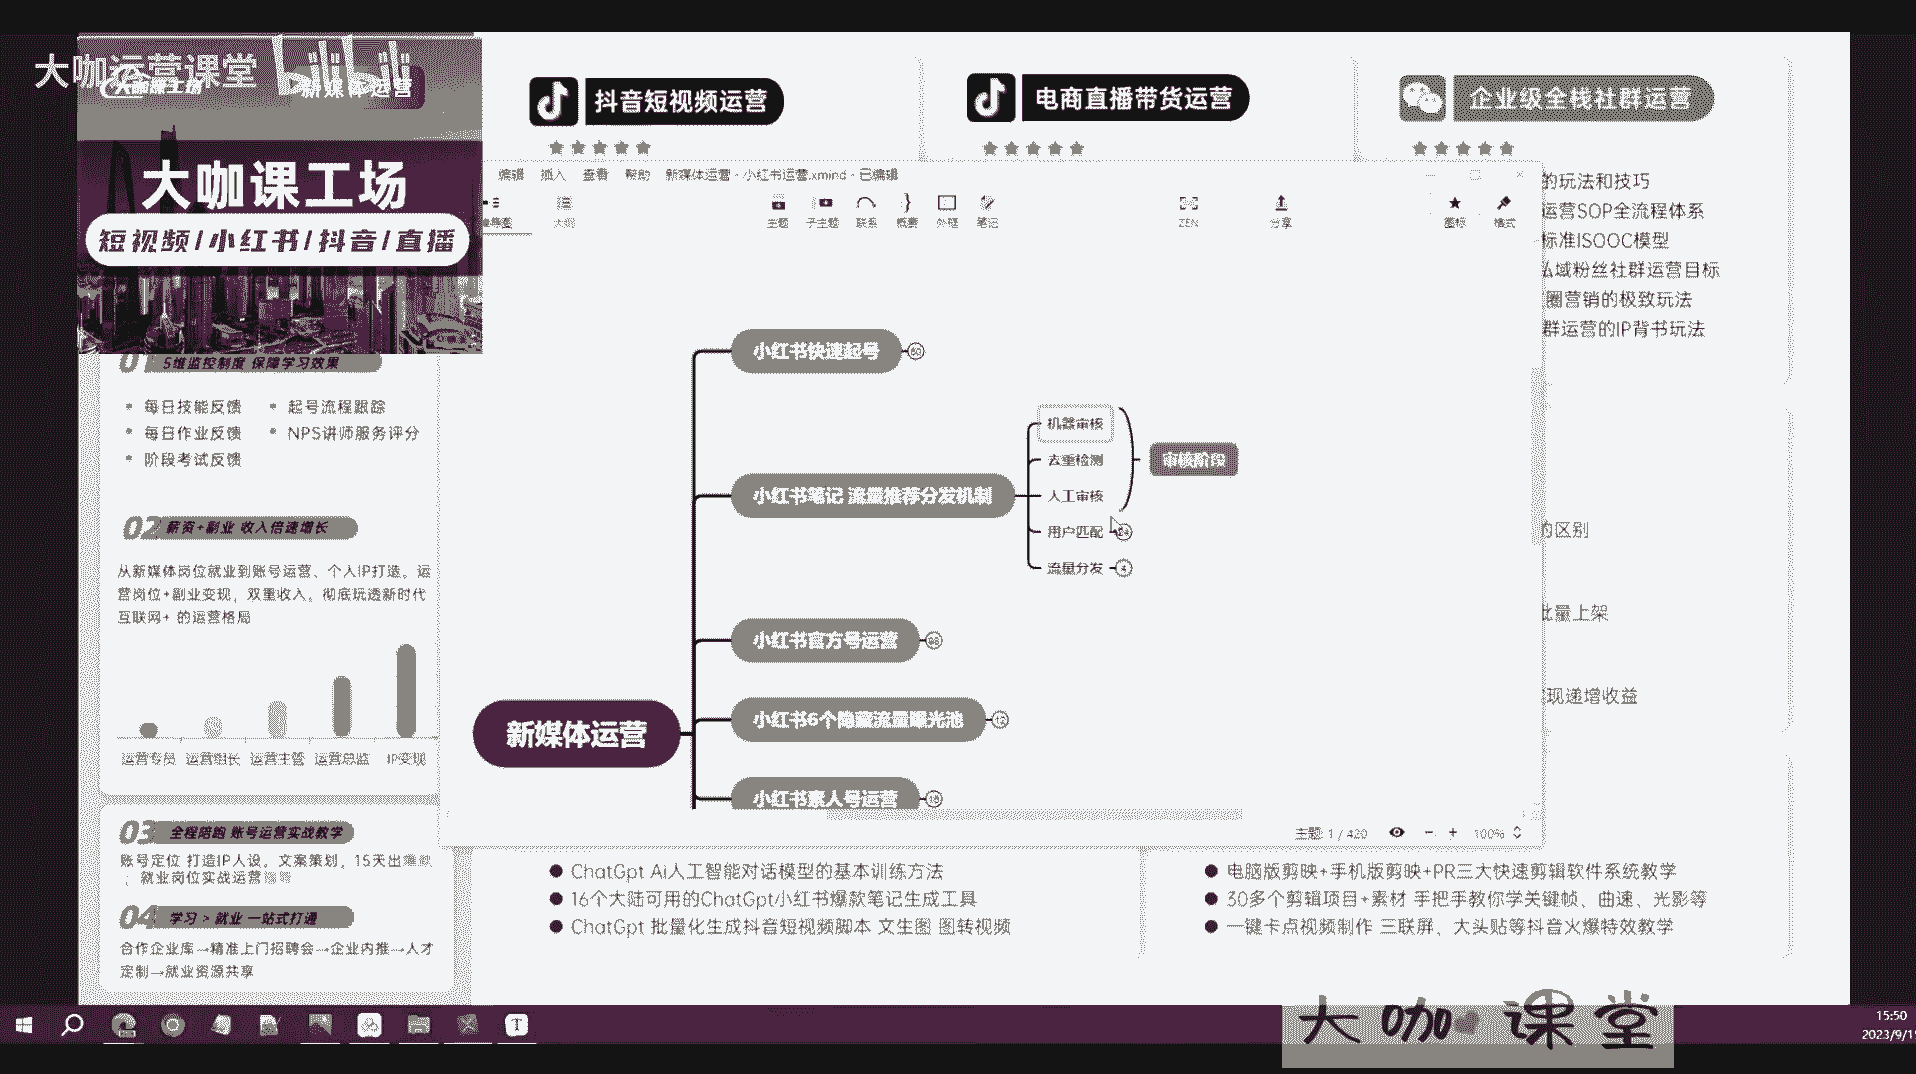 大咖运营课堂
bilibili
大咖课工场
新媒体运营
大咖课工场
短视频/小红书/抖音/直播
01 5维监控制度 保障学习效果
每日技能反馈
起号流程跟踪
每日作业反馈
NPS讲师服务评分
阶段考试反馈
02 薪资+副业 收入倍速增长
从新媒体岗位就业到账号运营、个人IP打造。运
营岗位+副业变现，双重收入。彻底玩透新时代
互联网+ 的运营格局
运营专员 运营组长 运营主管 运营总监 IP变现
03 全程陪跑 账号运营实战教学
账号定位 打造IP人设。文案策划，15天出
；就业岗位实战运营
04 学习 > 就业 一站式打通
合作企业库→精准上门招聘会→企业内推→人才
定制→就业资源共享
抖音短视频运营
电商直播带货运营
企业级全栈社群运营
的玩法和技巧
运营SOP全流程体系
标准ISOOC模型
私域粉丝社群运营目标
圈营销的极致玩法
群运营的IP背书玩法
的区别
批量上架
现递增收益
编辑 插入 查看 帮助 新媒体运营 - 小红书运营.xmind - 已编辑
大纲 主题 子主题 联系 概要 外框 笔记 ZEN 分享 图标 格式
新媒体运营
小红书快速起号
小红书笔记 流量推荐分发机制
机器审核
去重检测
人工审核
审核阶段
用户匹配
流量分发
小红书官方号运营
小红书6个隐藏流量曝光池
小红书素人号运营
主题: 1 / 420
100%
ChatGpt Ai人工智能对话模型的基本训练方法
16个大陆可用的ChatGpt/小红书爆款笔记生成工具
ChatGpt 批量化生成抖音短视频脚本 文生图 图转视频
电脑版剪映+手机版剪映+PR三大快速剪辑软件系统教学
30多个剪辑项目+素材 手把手教你学关键帧、曲速、光影等
一键卡点视频制作 三联屏、大头贴等抖音火爆特效教学
大咖课堂
15:50